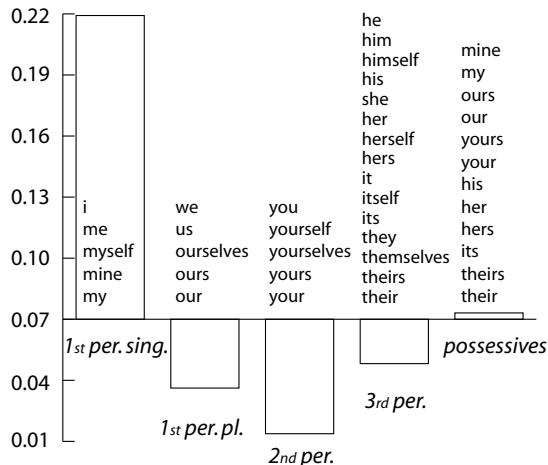 0.22
0.19
0.16
0.13
0.10
0.07
0.04
0.01
i
me
myself
mine
my
1st per. sing.
we
us
ourselves
ours
our
1st per. pl.
you
yourself
yourselves
yours
your
2nd per.
he
him
himself
his
she
her
herself
hers
it
itself
its
they
themselves
theirs
their
3rd per.
mine
my
ours
our
yours
your
his
her
hers
its
theirs
their
possessives